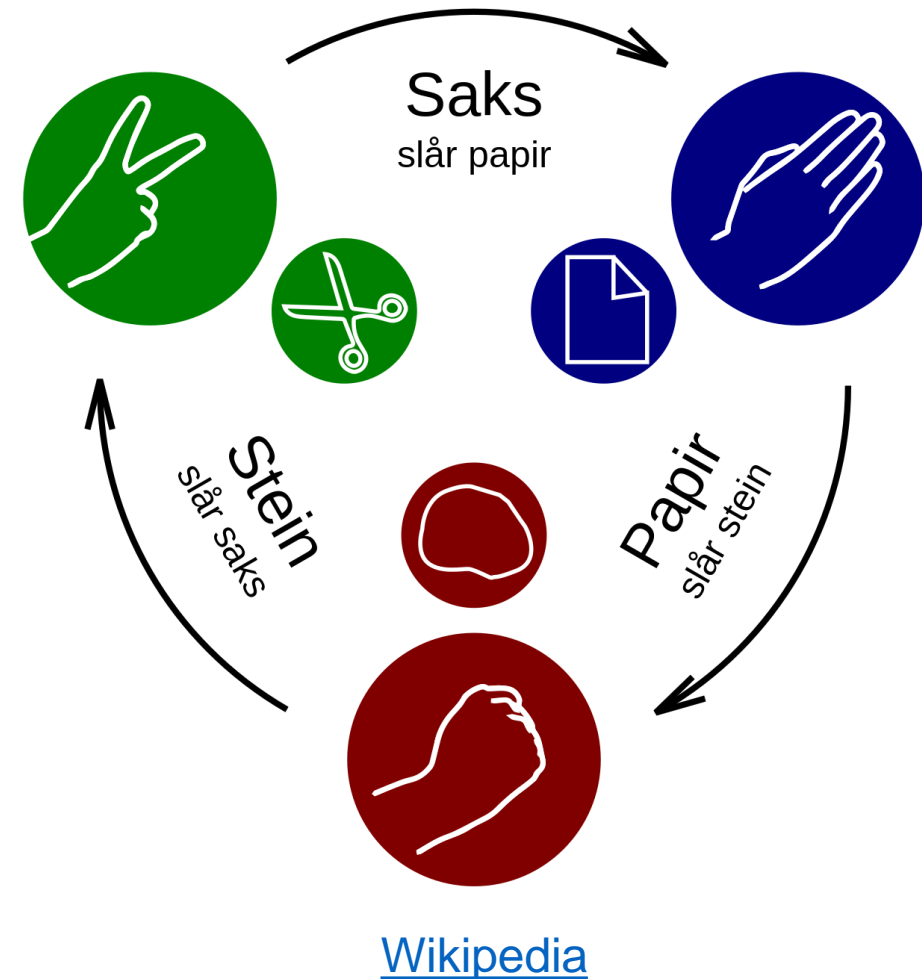 Saks
slår papir
Stein
slår saks
Papir
slår stein
Wikipedia